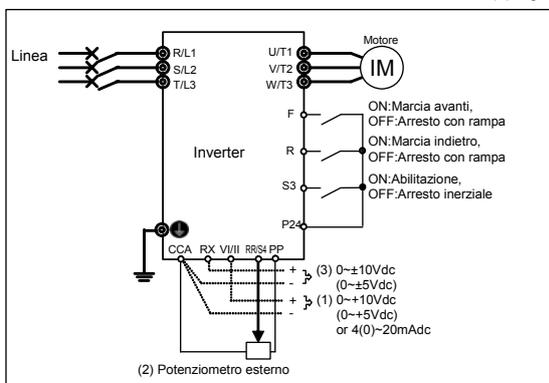 Motore
Linea
R/L1
U/T1
S/L2
V/T2
IM
T/L3
W/T3
F
ON:Marcia avanti,
OFF:Arresto con rampa
Inverter
R
ON:Marcia indietro,
OFF:Arresto con rampa
S3
ON:Abilitazione,
OFF:Arresto inerziale
P24
CCA RX VI/II RR/S4 PP
+ (3) 0~±10Vdc
- (0~±5Vdc)
+ (1) 0~+10Vdc
- (0~+5Vdc)
or 4(0)~20mAdc
(2) Potenziometro esterno